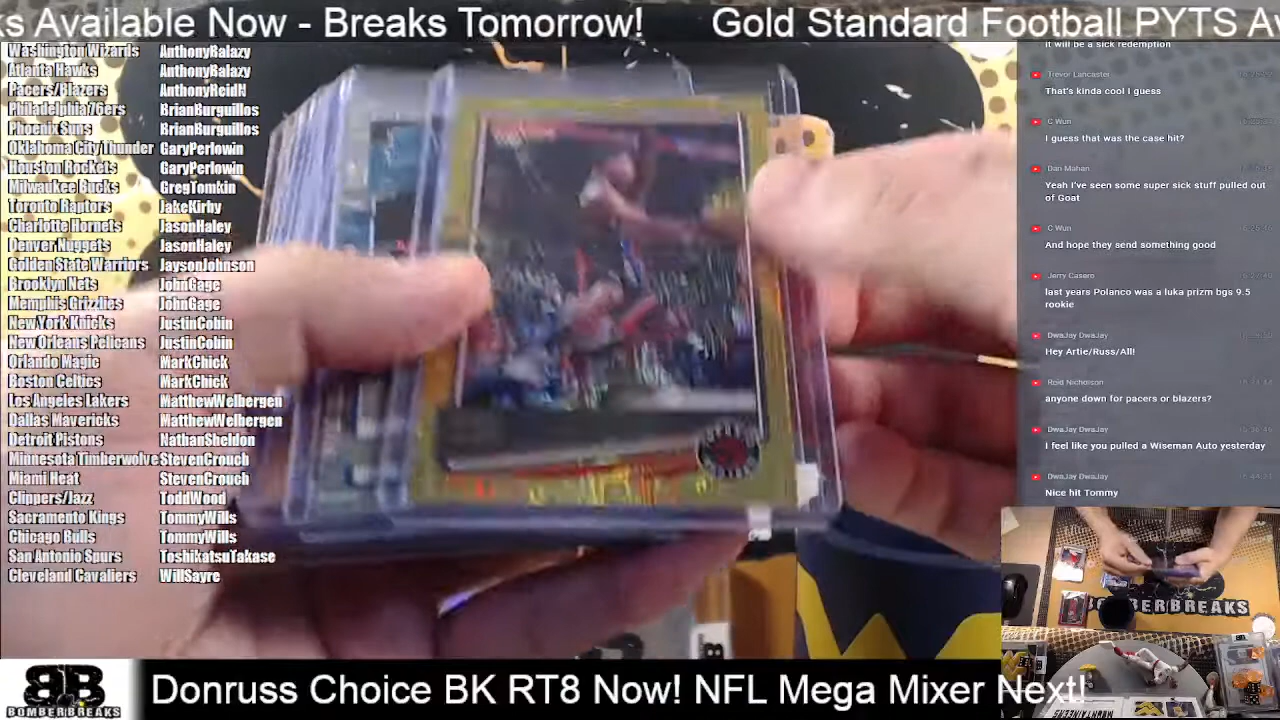 ks Available Now - Breaks Tomorrow! Gold Standard Football PYTS Av
Washington Wizards AnthonyBalazy
Atlanta Hawks AnthonyBalazy
Pacers/Blazers AnthonyReidN
Philadelphia76ers BrianBurguillos
Phoenix Suns BrianBurguillos
Oklahoma City Thunder GaryPerlowin
Houston Rockets GaryPerlowin
Milwaukee Bucks GregTomkin
Toronto Raptors JakeKirby
Charlotte Hornets JasonHaley
Denver Nuggets JasonHaley
Golden State Warriors JaysonJohnson
Brooklyn Nets JohnGage
Memphis Grizzlies JohnGage
New York Knicks JustinCobin
New Orleans Pelicans JustinCobin
Orlando Magic MarkChick
Boston Celtics MarkChick
Los Angeles Lakers MatthewWelbergen
Dallas Mavericks MatthewWelbergen
Detroit Pistons NathanSheldon
Minnesota Timberwolve StevenCrouch
Miami Heat StevenCrouch
Clippers/Jazz ToddWood
Sacramento Kings TommyWills
Chicago Bulls TommyWills
San Antonio Spurs ToshikatsuTakase
Cleveland Cavaliers WillSayre
it will be a sick redemption
Trevor Lancaster
That's kinda cool I guess
C Wun
I guess that was the case hit?
Dan Mahan
Yeah I've seen some super sick stuff pulled out
of Goat
C Wun
And hope they send something good
Jerry Casaro
last years Polanco was a luka prizm bgs 9.5
rookie
DwaJay DwaJay
Hey Artie/Russ/All!
Reid Nicholson
anyone down for pacers or blazers?
DwaJay DwaJay
I feel like you pulled a Wiseman Auto yesterday
DwaJay DwaJay
Nice hit Tommy
BOMBERBREAKS
BB
BOMBERBREAKS
Donruss Choice BK RT8 Now! NFL Mega Mixer Next!